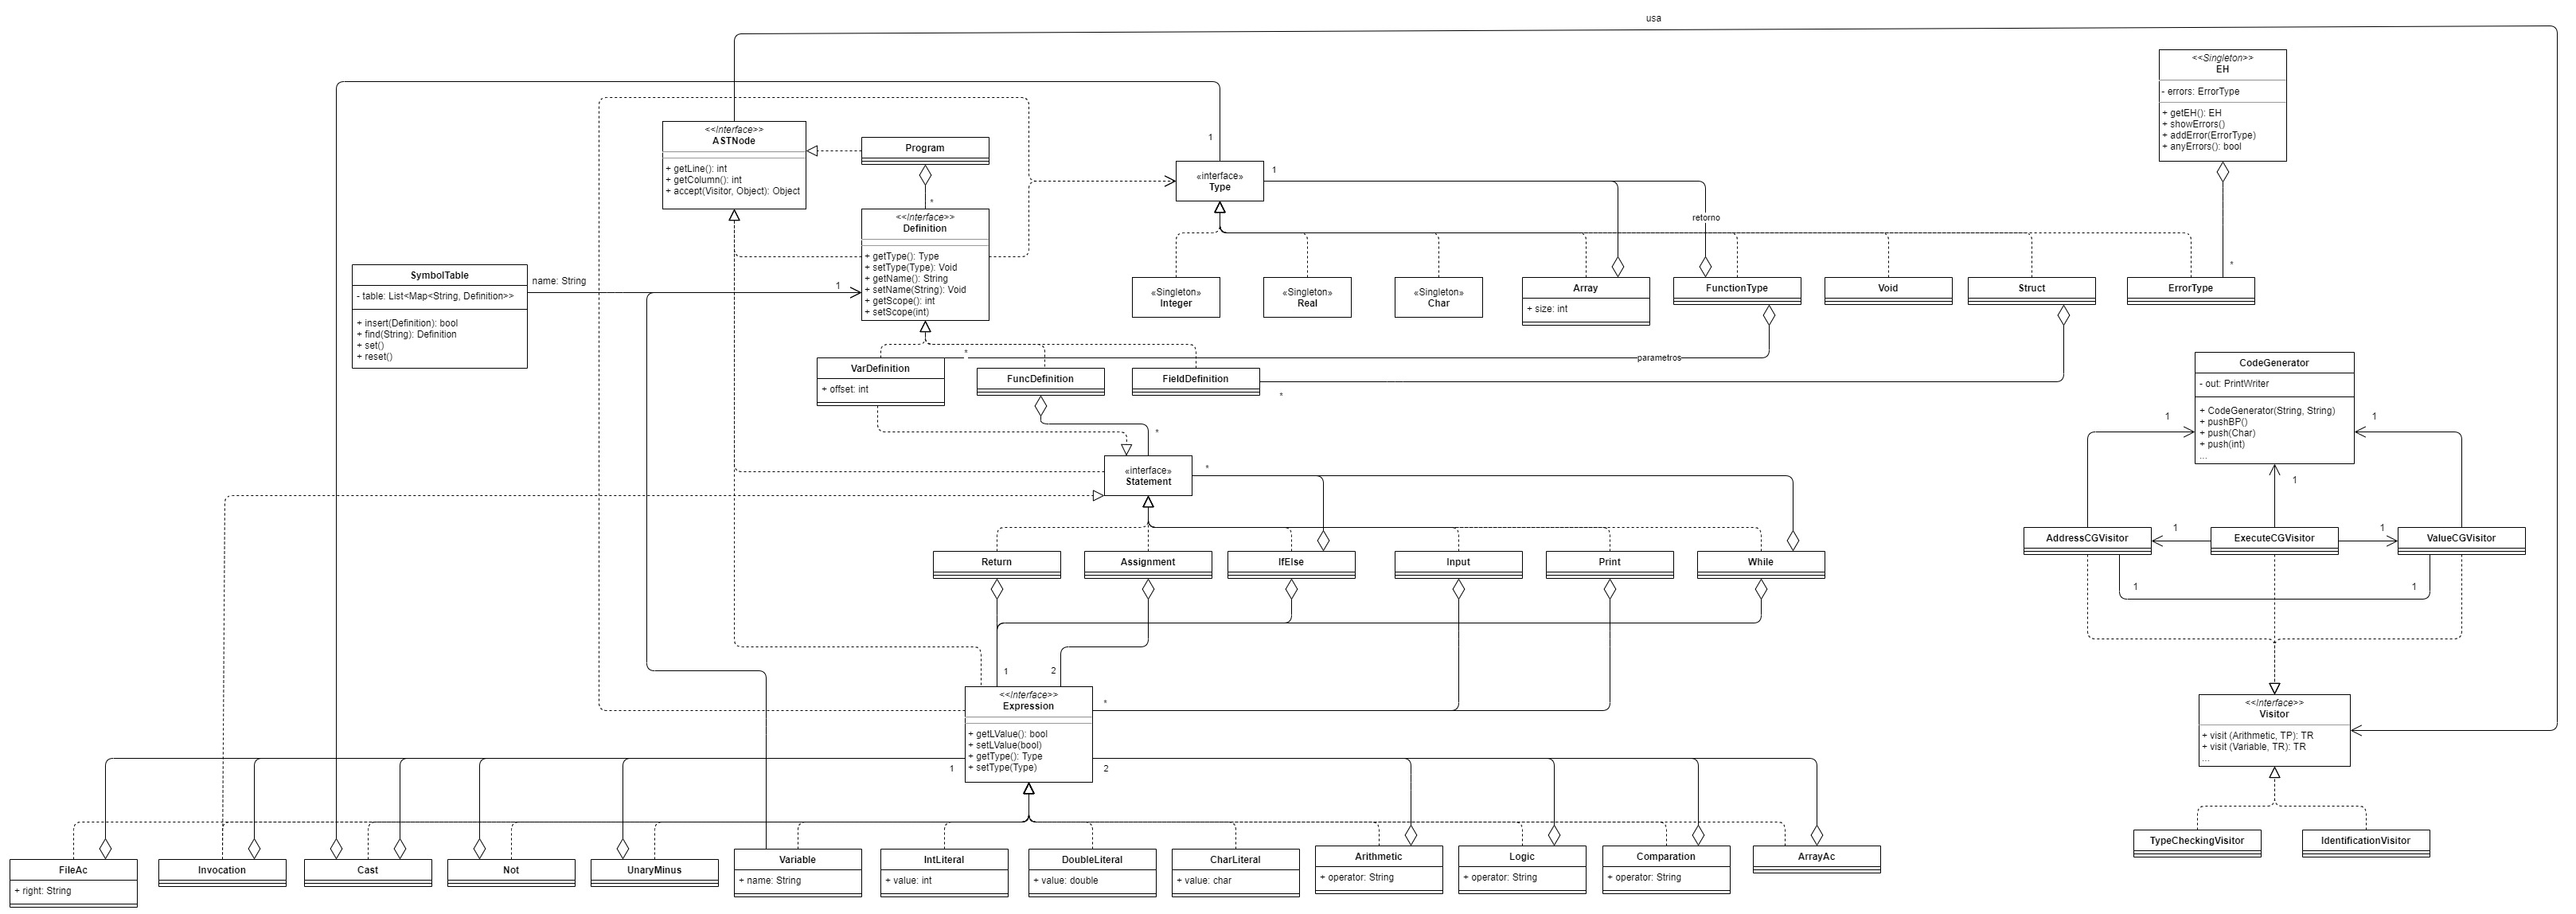 usa
<<Singleton>>
EH
- errors: ErrorType
+ getEH(): EH
+ showErrors()
+ addError(ErrorType)
+ anyErrors(): bool
*
<<Interface>>
ASTNode
+ getLine(): int
+ getColumn(): int
+ accept(Visitor, Object): Object
Program
*
1
«interface»
Type
1
retorno
<<Interface>>
Definition
+ getType(): Type
+ setType(Type): Void
+ getName(): String
+ setName(String): Void
+ getScope(): int
+ setScope(int)
SymbolTable
- table: List<Map<String, Definition>>
+ insert(Definition): bool
+ find(String): Definition
+ set()
+ reset()
name: String
1
«Singleton»
Integer
«Singleton»
Real
«Singleton»
Char
Array
+ size: int
FunctionType
Void
Struct
ErrorType
VarDefinition
+ offset: int
*
parametros
FuncDefinition
*
FieldDefinition
*
CodeGenerator
- out: PrintWriter
+ CodeGenerator(String, String)
+ pushBP()
+ push(Char)
+ push(int)
...
1
1
1
«interface»
Statement
*
Return
Assignment
IfElse
Input
Print
While
AddressCGVisitor
1
ExecuteCGVisitor
1
ValueCGVisitor
1
1
1
2
<<Interface>>
Expression
+ getLValue(): bool
+ setLValue(bool)
+ getType(): Type
+ setType(Type)
*
1
2
<<Interface>>
Visitor
+ visit (Arithmetic, TP): TR
+ visit (Variable, TR): TR
...
TypeCheckingVisitor
IdentificationVisitor
FileAc
+ right: String
Invocation
Cast
Not
UnaryMinus
Variable
+ name: String
IntLiteral
+ value: int
DoubleLiteral
+ value: double
CharLiteral
+ value: char
Arithmetic
+ operator: String
Logic
+ operator: String
Comparation
+ operator: String
ArrayAc